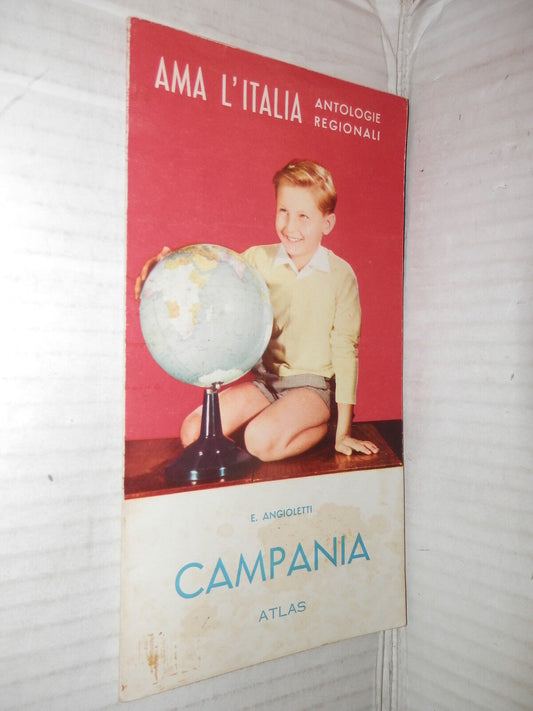 AMA L'ITALIA
ANTOLOGIE
REGIONALI
E. ANGIOLETTI
CAMPANIA
ATLAS